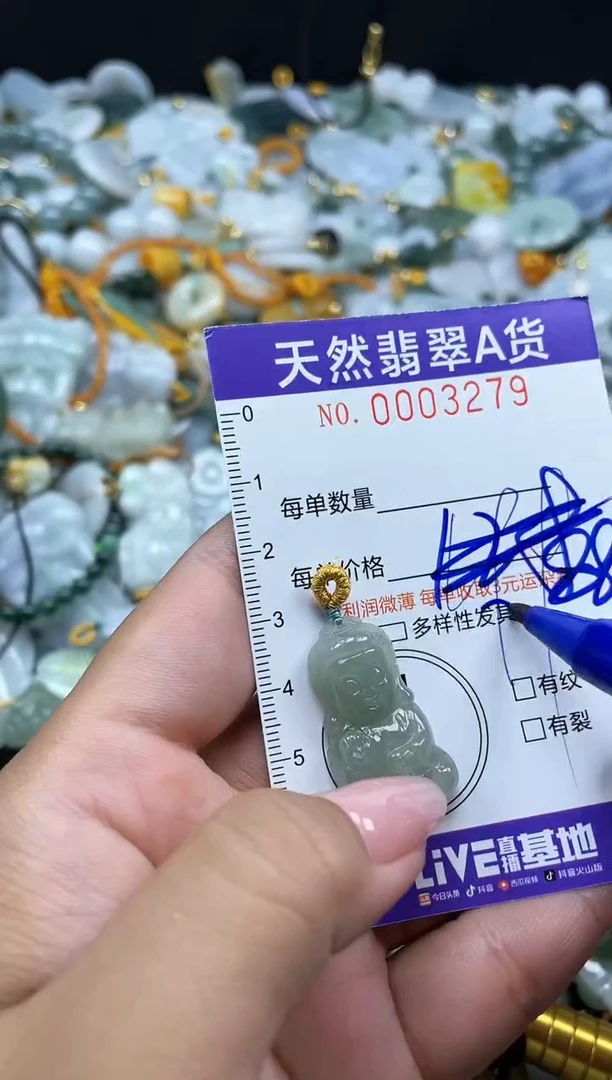 天然翡翠A货
NO. 0003279
0
1
每单数量
2
价格
利润微薄 每单收取3元运
3
多样性发
4
有纹
有裂
5
LiVE直播基地
今日头条 抖音 西瓜视频 抖音火山版